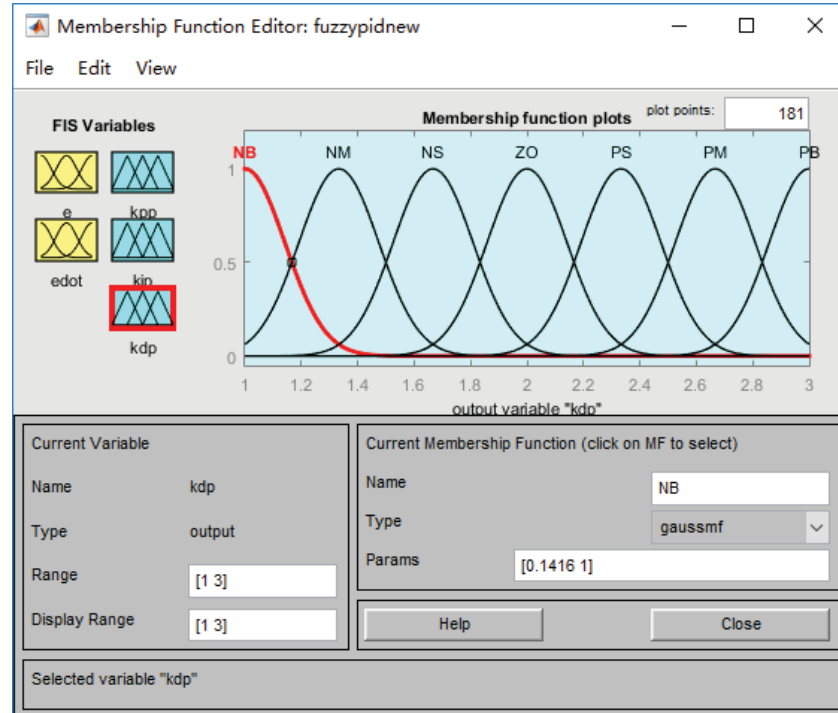 Membership Function Editor: fuzzypidnew
File Edit View
FIS Variables
Membership function plots
plot points:
181
e
kpp
edot
kip
kdp
NB NM NS ZO PS PM PB
1
0.5
0
1 1.2 1.4 1.6 1.8 2 2.2 2.4 2.6 2.8 3
output variable "kdp"
Current Variable
Name kdp
Type output
Range [1 3]
Display Range [1 3]
Current Membership Function (click on MF to select)
Name NB
Type gaussmf
Params [0.1416 1]
Help Close
Selected variable "kdp"